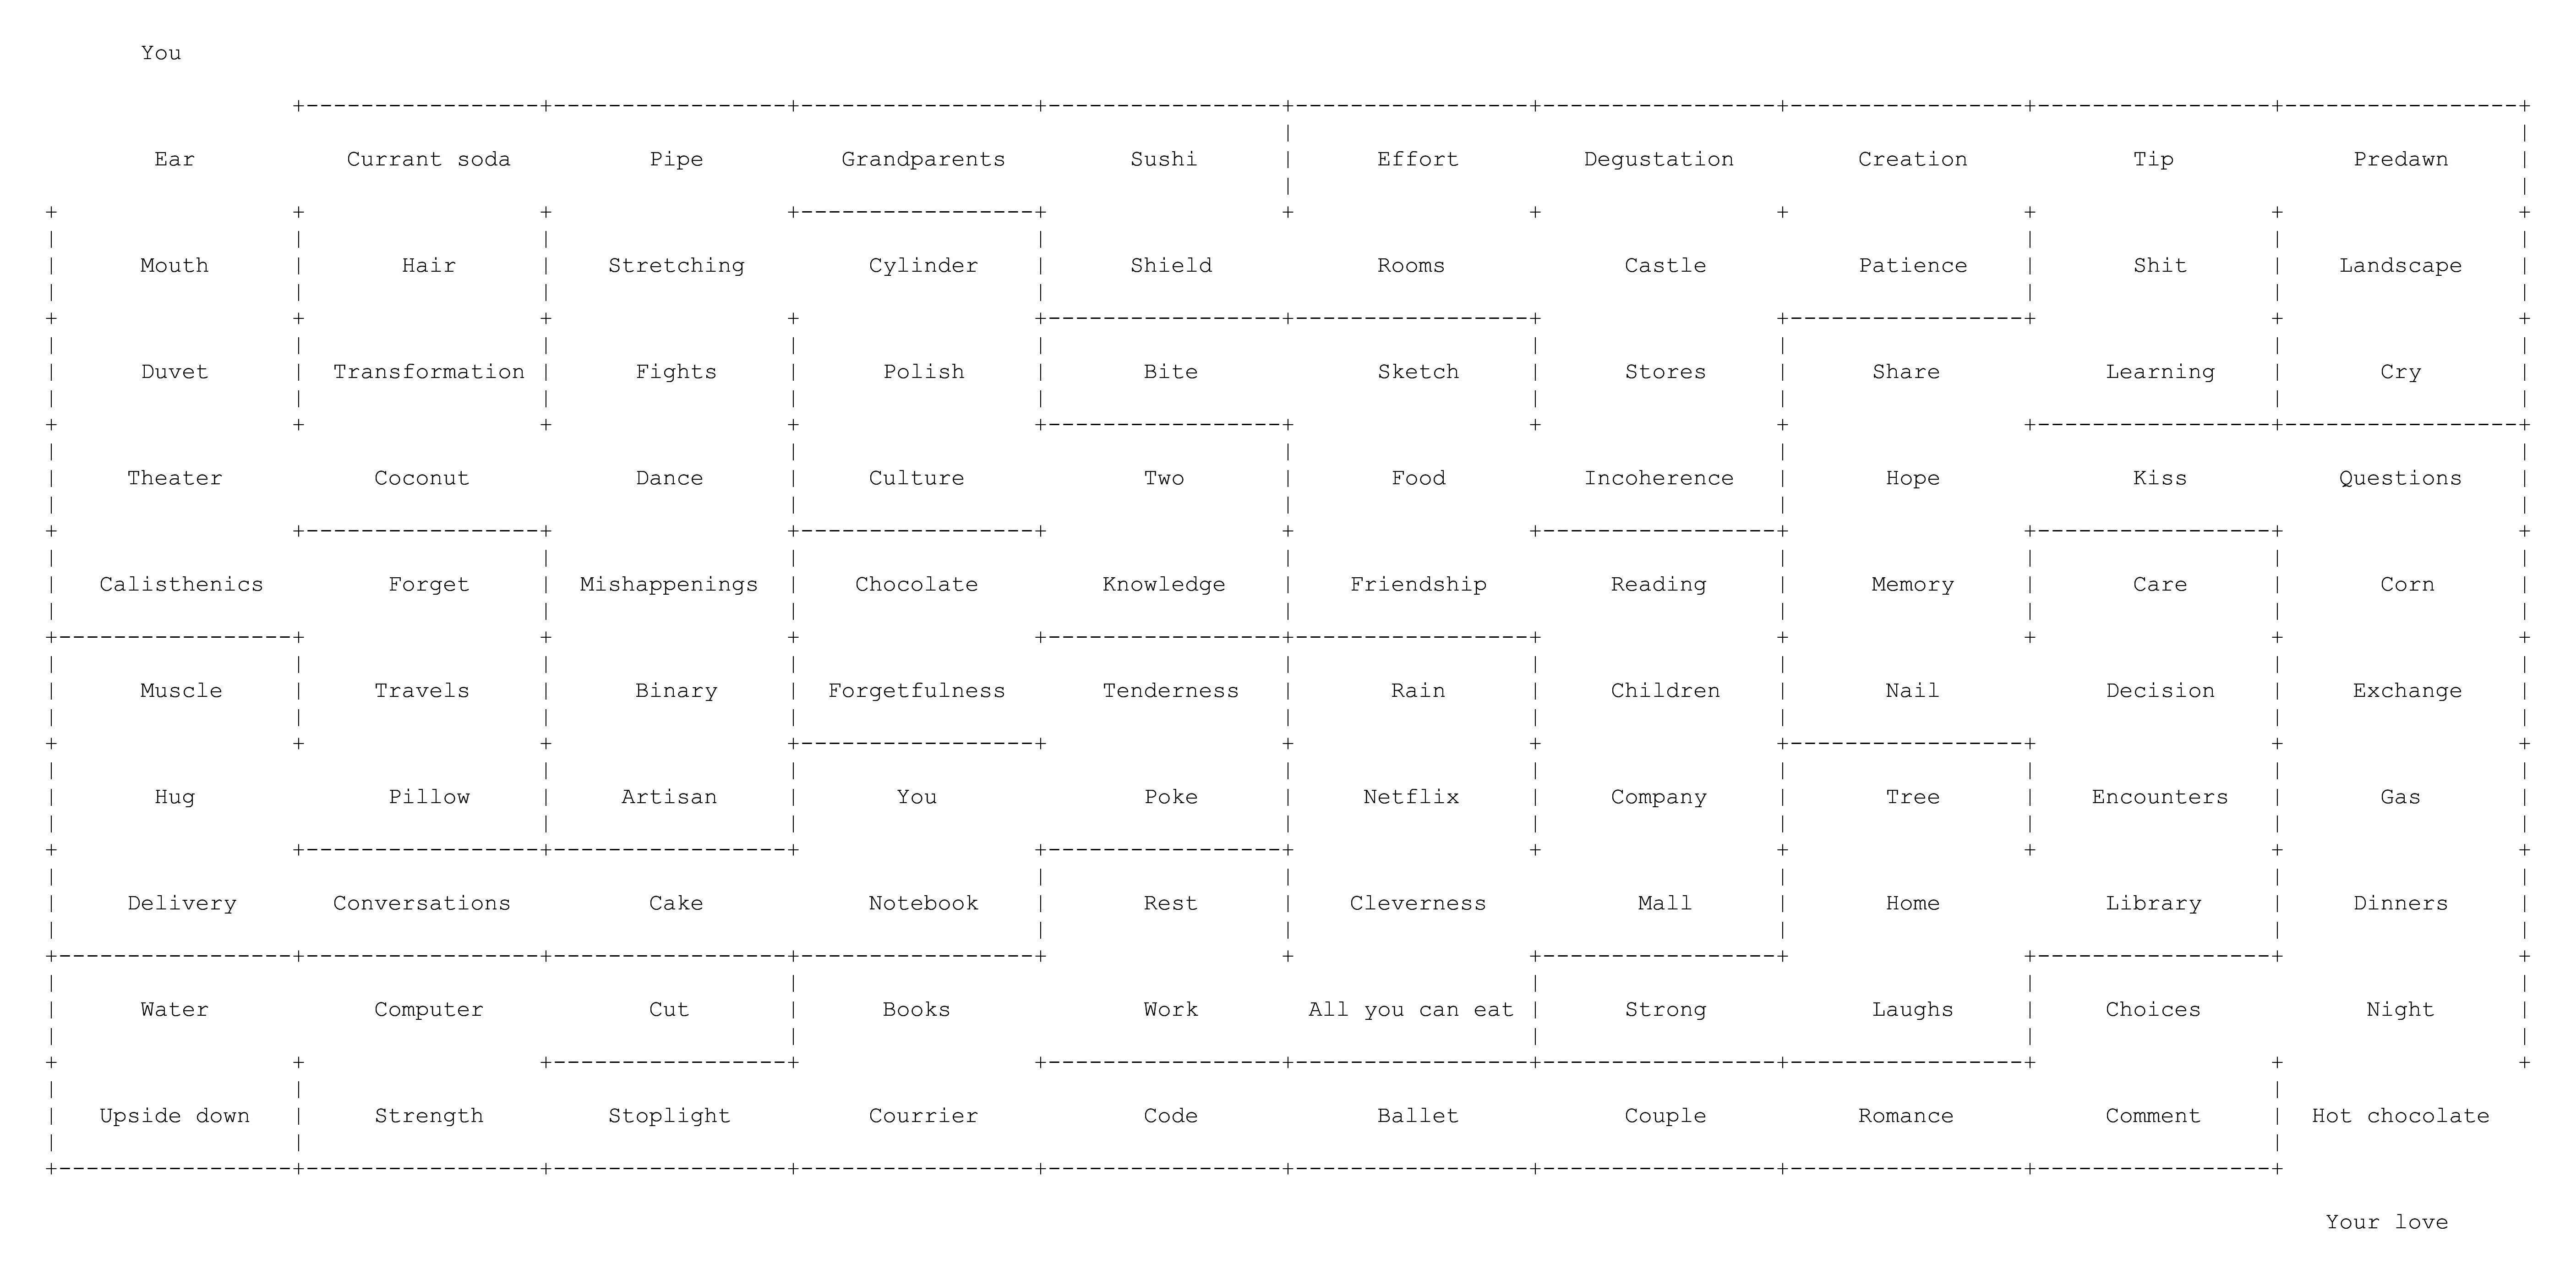 You
Ear Currant soda Pipe Grandparents Sushi Effort Degustation Creation Tip Predawn
Mouth Hair Stretching Cylinder Shield Rooms Castle Patience Shit Landscape
Duvet Transformation Fights Polish Bite Sketch Stores Share Learning Cry
Theater Coconut Dance Culture Two Food Incoherence Hope Kiss Questions
Calisthenics Forget Mishappenings Chocolate Knowledge Friendship Reading Memory Care Corn
Muscle Travels Binary Forgetfulness Tenderness Rain Children Nail Decision Exchange
Hug Pillow Artisan You Poke Netflix Company Tree Encounters Gas
Delivery Conversations Cake Notebook Rest Cleverness Mall Home Library Dinners
Water Computer Cut Books Work All you can eat Strong Laughs Choices Night
Upside down Strength Stoplight Courrier Code Ballet Couple Romance Comment Hot chocolate
Your love